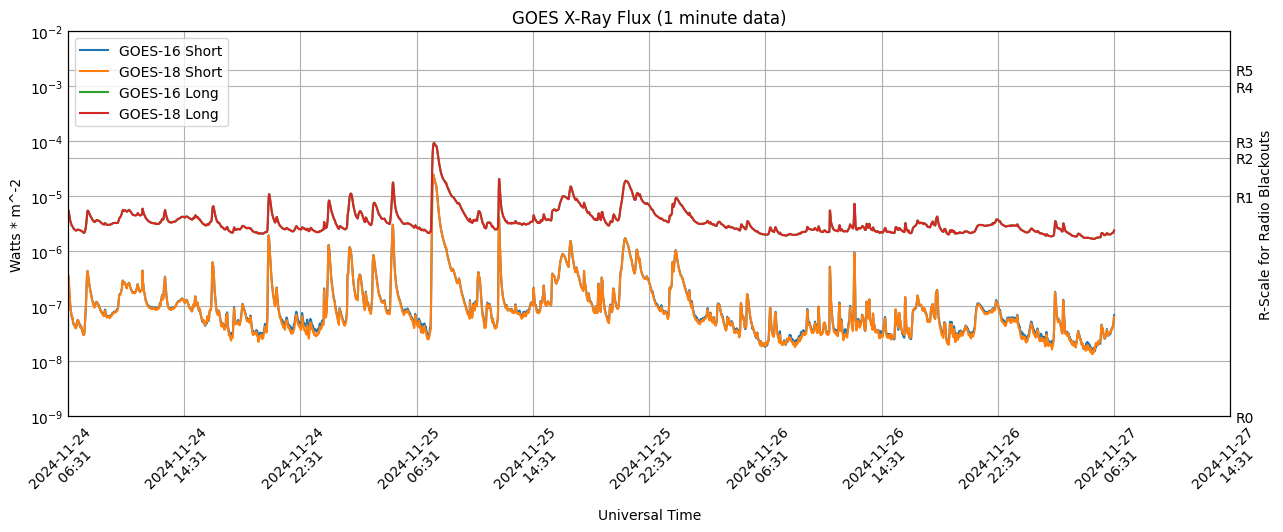 GOES X-Ray Flux (1 minute data)
GOES-16 Short
GOES-18 Short
GOES-16 Long
GOES-18 Long
Watts * m^-2
10^-2
10^-3
10^-4
10^-5
10^-6
10^-7
10^-8
10^-9
R5
R4
R3
R2
R1
R0
R-Scale for Radio Blackouts
2024-11-24
06:31
2024-11-24
14:31
2024-11-24
22:31
2024-11-25
06:31
2024-11-25
14:31
2024-11-25
22:31
2024-11-26
06:31
2024-11-26
14:31
2024-11-26
22:31
2024-11-27
06:31
2024-11-27
14:31
Universal Time